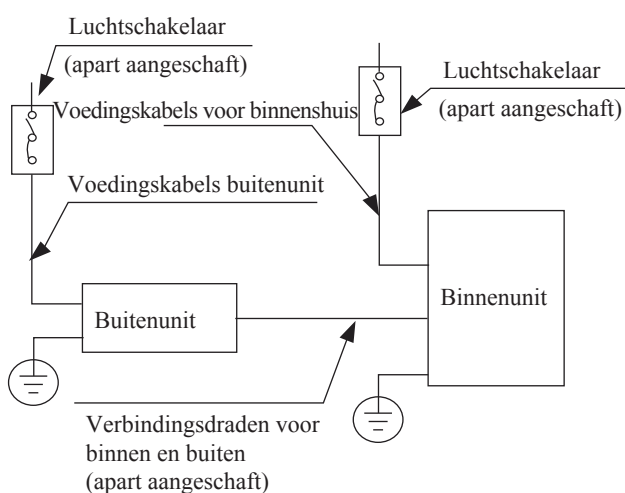 Luchtschakelaar
(apart aangeschaft)
Luchtschakelaar
(apart aangeschaft)
Voedingskabels voor binnenshuis
Voedingskabels buitenunit
Buitenunit
Binnenunit
Verbindingsdraden voor
binnen en buiten
(apart aangeschaft)